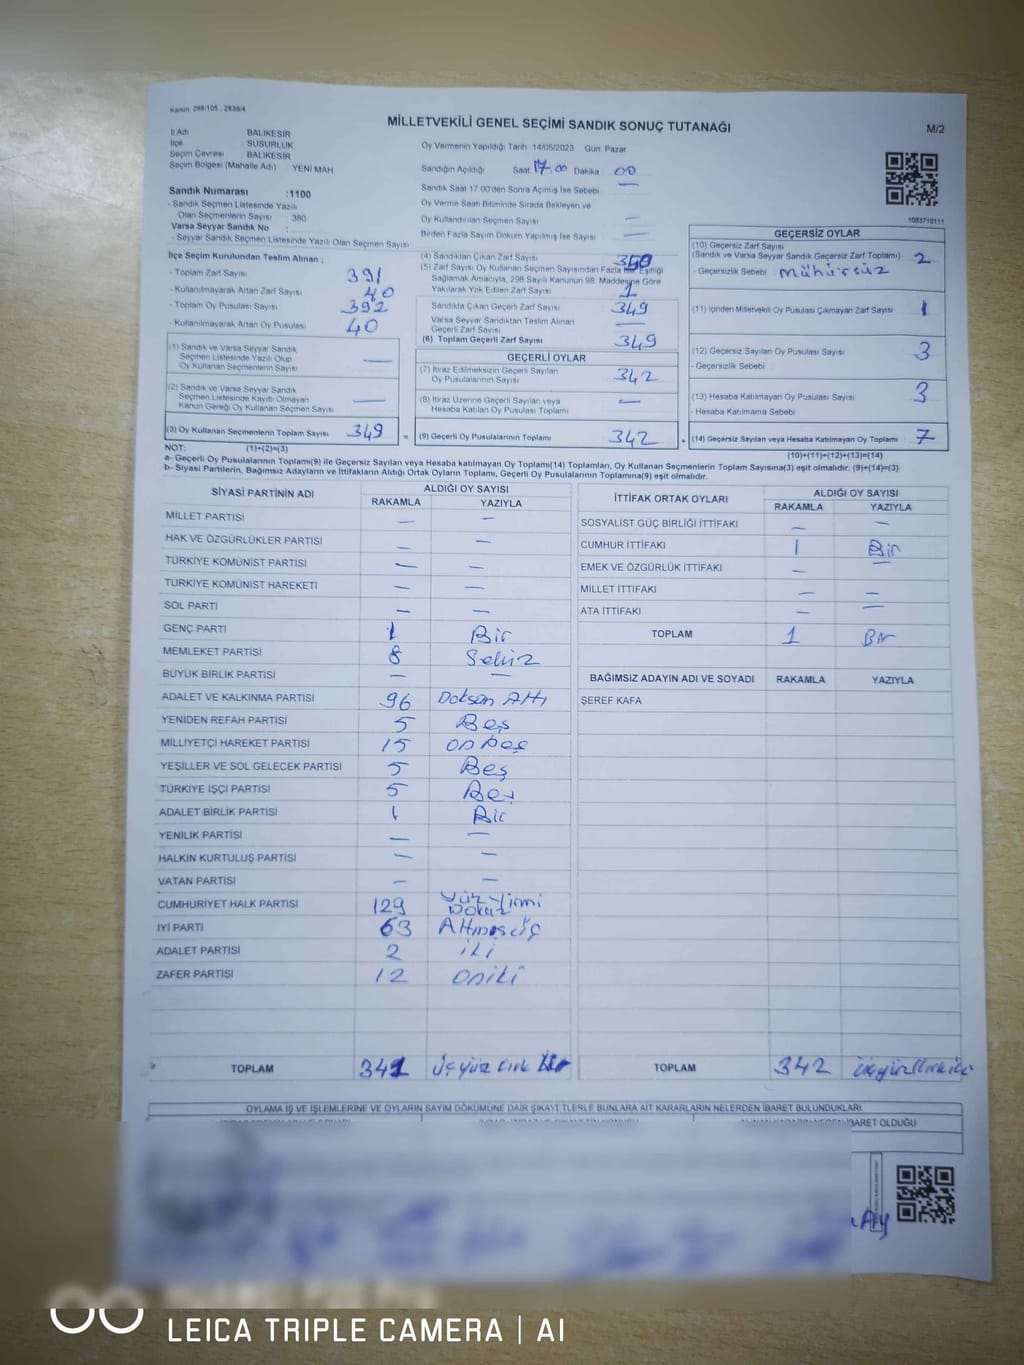 Kanun: 298/105 , 2839/4
MİLLETVEKİLİ GENEL SEÇİMİ SANDIK SONUÇ TUTANAĞI
M/2
İl Adı BALIKESİR
İlçe SUSURLUK
Seçim Çevresi BALIKESİR
Seçim Bölgesi (Mahalle Adı) YENİ MAH
Oy Vermenin Yapıldığı Tarih 14/05/2023 Gün: Pazar
Sandığın Açıldığı Saat 17.00 Dakika 00
Sandık Saat 17.00'den Sonra Açılmış İse Sebebi —
Oy Verme Saati Bitiminde Sırada Bekleyen ve
Oy Kullandırılan Seçmen Sayısı —
Birden Fazla Sayım Döküm Yapılmış İse Sayısı —
Sandık Numarası :1100
- Sandık Seçmen Listesinde Yazılı
Olan Seçmenlerin Sayısı : 380
Varsa Seyyar Sandık No :
- Seyyar Sandık Seçmen Listesinde Yazılı Olan Seçmen Sayısı
1083710111
İlçe Seçim Kurulundan Teslim Alınan ;
- Toplam Zarf Sayısı 391
- Kullanılmayarak Artan Zarf Sayısı 40
- Toplam Oy Pusulası Sayısı 392
- Kullanılmayarak Artan Oy Pusulası 40
(1) Sandık ve Varsa Seyyar Sandık
Seçmen Listesinde Yazılı Olup
Oy Kullanan Seçmenlerin Sayısı —
(2) Sandık ve Varsa Seyyar Sandık
Seçmen Listesinde Kayıtlı Olmayan
Kanun Gereği Oy Kullanan Seçmen Sayısı —
(3) Oy Kullanan Seçmenlerin Toplam Sayısı 349
(4) Sandıktan Çıkan Zarf Sayısı 350
(5) Zarf Sayısı Oy Kullanan Seçmen Sayısından Fazla İse, Eşitliği
Sağlamak Amacıyla, 298 Sayılı Kanunun 98. Maddesine Göre
Yakılarak Yok Edilen Zarf Sayısı 1
Sandıkta Çıkan Geçerli Zarf Sayısı 349
Varsa Seyyar Sandıktan Teslim Alınan
Geçerli Zarf Sayısı —
(6) Toplam Geçerli Zarf Sayısı 349
GEÇERLİ OYLAR
(7) İtiraz Edilmeksizin Geçerli Sayılan
Oy Pusulalarının Sayısı 342
(8) İtiraz Üzerine Geçerli Sayılan veya
Hesaba Katılan Oy Pusulası Toplamı —
= (9) Geçerli Oy Pusulalarının Toplamı 342
GEÇERSİZ OYLAR
(10) Geçersiz Zarf Sayısı
(Sandık ve Varsa Seyyar Sandık Geçersiz Zarf Toplamı) 2
- Geçersizlik Sebebi mühürsüz
(11) İçinden Milletvekili Oy Pusulası Çıkmayan Zarf Sayısı 1
(12) Geçersiz Sayılan Oy Pusulası Sayısı 3
- Geçersizlik Sebebi
(13) Hesaba Katılmayan Oy Pusulası Sayısı 3
- Hesaba Katılmama Sebebi
+ (14) Geçersiz Sayılan veya Hesaba Katılmayan Oy Toplamı 7
NOT: (1)+(2)=(3)
(10)+(11)+(12)+(13)=(14)
a- Geçerli Oy Pusulalarının Toplamı(9) ile Geçersiz Sayılan veya Hesaba katılmayan Oy Toplamı(14) Toplamları, Oy Kullanan Seçmenlerin Toplam Sayısına(3) eşit olmalıdır. (9)+(14)=(3)
b- Siyasi Partilerin, Bağımsız Adayların ve İttifakların Aldığı Ortak Oyların Toplamı, Geçerli Oy Pusulalarının Toplamına(9) eşit olmalıdır.
SİYASİ PARTİNİN ADI ALDIĞI OY SAYISI
RAKAMLA YAZIYLA
MİLLET PARTİSİ — —
HAK VE ÖZGÜRLÜKLER PARTİSİ — —
TÜRKİYE KOMÜNİST PARTİSİ — —
TÜRKİYE KOMÜNİST HAREKETİ — —
SOL PARTİ — —
GENÇ PARTİ 1 Bir
MEMLEKET PARTİSİ 8 Sekiz
BÜYÜK BİRLİK PARTİSİ — —
ADALET VE KALKINMA PARTİSİ 96 Doksan Altı
YENİDEN REFAH PARTİSİ 5 Beş
MİLLİYETÇİ HAREKET PARTİSİ 15 on beş
YEŞİLLER VE SOL GELECEK PARTİSİ 5 Beş
TÜRKİYE İŞÇİ PARTİSİ 5 Beş
ADALET BİRLİK PARTİSİ 1 Bir
YENİLİK PARTİSİ — —
HALKIN KURTULUŞ PARTİSİ — —
VATAN PARTİSİ — —
CUMHURİYET HALK PARTİSİ 129 Yüz Yirmi Dokuz
İYİ PARTİ 63 Altmış üç
ADALET PARTİSİ 2 iki
ZAFER PARTİSİ 12 oniki
TOPLAM 341 Üç yüz kırk
İTTİFAK ORTAK OYLARI ALDIĞI OY SAYISI
RAKAMLA YAZIYLA
SOSYALİST GÜÇ BİRLİĞİ İTTİFAKI — —
CUMHUR İTTİFAKI 1 Bir
EMEK VE ÖZGÜRLÜK İTTİFAKI — —
MİLLET İTTİFAKI — —
ATA İTTİFAKI — —
TOPLAM 1 Bir
BAĞIMSIZ ADAYIN ADI VE SOYADI RAKAMLA YAZIYLA
ŞEREF KAFA
TOPLAM 342 üçyüzkırkiki
OYLAMA İŞ VE İŞLEMLERİNE VE OYLARIN SAYIM DÖKÜMÜNE DAİR ŞİKAYETLERLE BUNLARA AİT KARARLARIN NELERDEN İBARET BULUNDUKLARI
İBARET OLDUĞU
LEICA TRIPLE CAMERA | AI